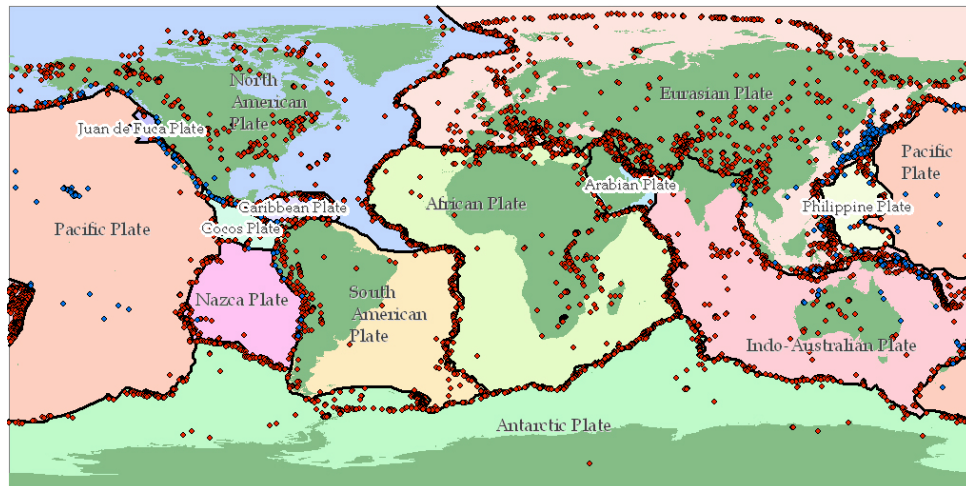 North
American
Plate
Eurasian Plate
Juan de Fuca Plate
Pacific
Plate
Arabian Plate
Caribbean Plate
African Plate
Philippine Plate
Pacific Plate
Cocos Plate
Nazca Plate
South
American
Plate
Indo-Australian Plate
Antarctic Plate